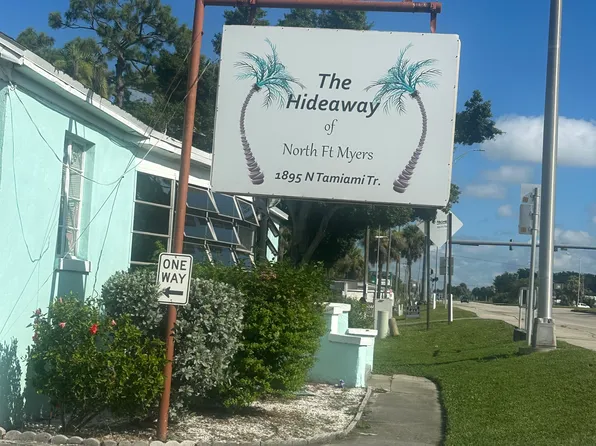 The
Hideaway
of
North Ft Myers
1895 N Tamiami Tr.
ONE
WAY